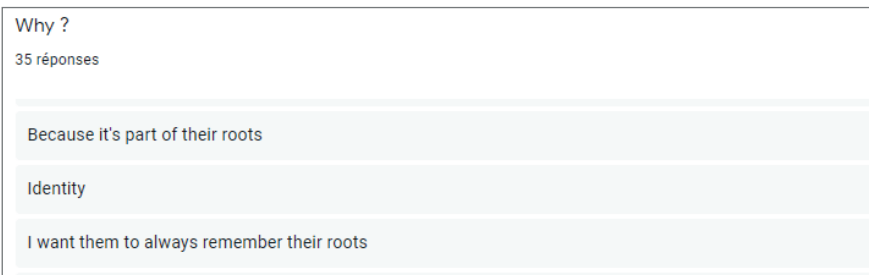 Why ?
35 réponses
Because it's part of their roots
Identity
I want them to always remember their roots